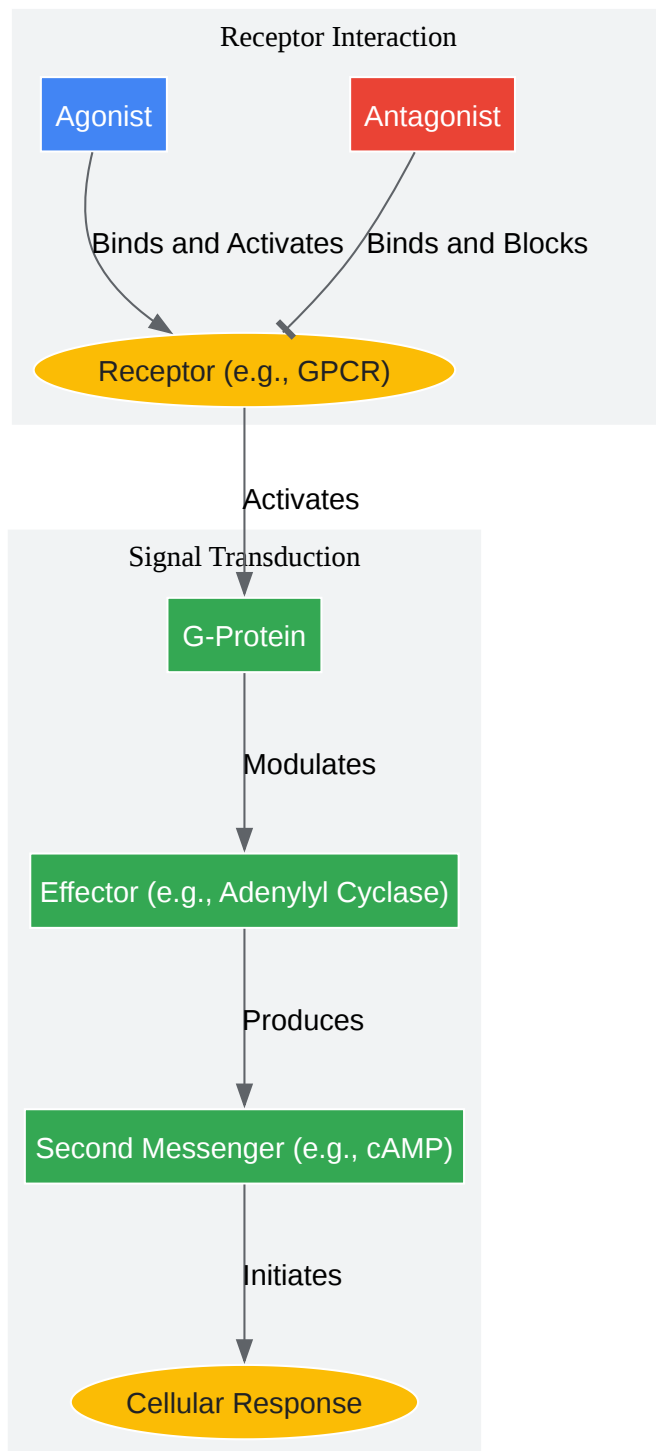 Receptor Interaction
Agonist
Antagonist
Binds and Activates
Binds and Blocks
Receptor (e.g., GPCR)
Activates
Signal Transduction
G-Protein
Modulates
Effector (e.g., Adenylyl Cyclase)
Produces
Second Messenger (e.g., cAMP)
Initiates
Cellular Response